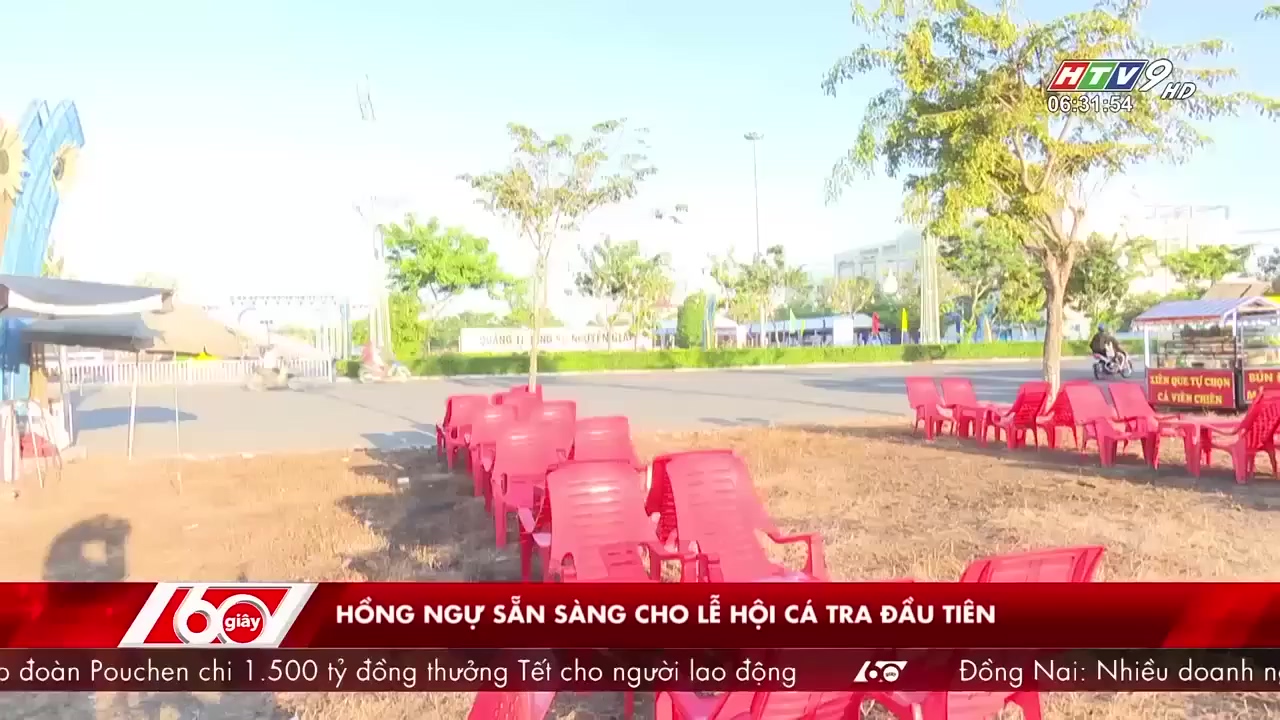 HTV9 HD
06:31:54
XIÊN QUE TỰ CHỌN
CÁ VIÊN CHIÊN
BÚN
60 giây
HỒNG NGỰ SẴN SÀNG CHO LỄ HỘI CÁ TRA ĐẦU TIÊN
đoàn Pouchen chi 1.500 tỷ đồng thưởng Tết cho người lao động
60 giây
Đồng Nai: Nhiều doanh